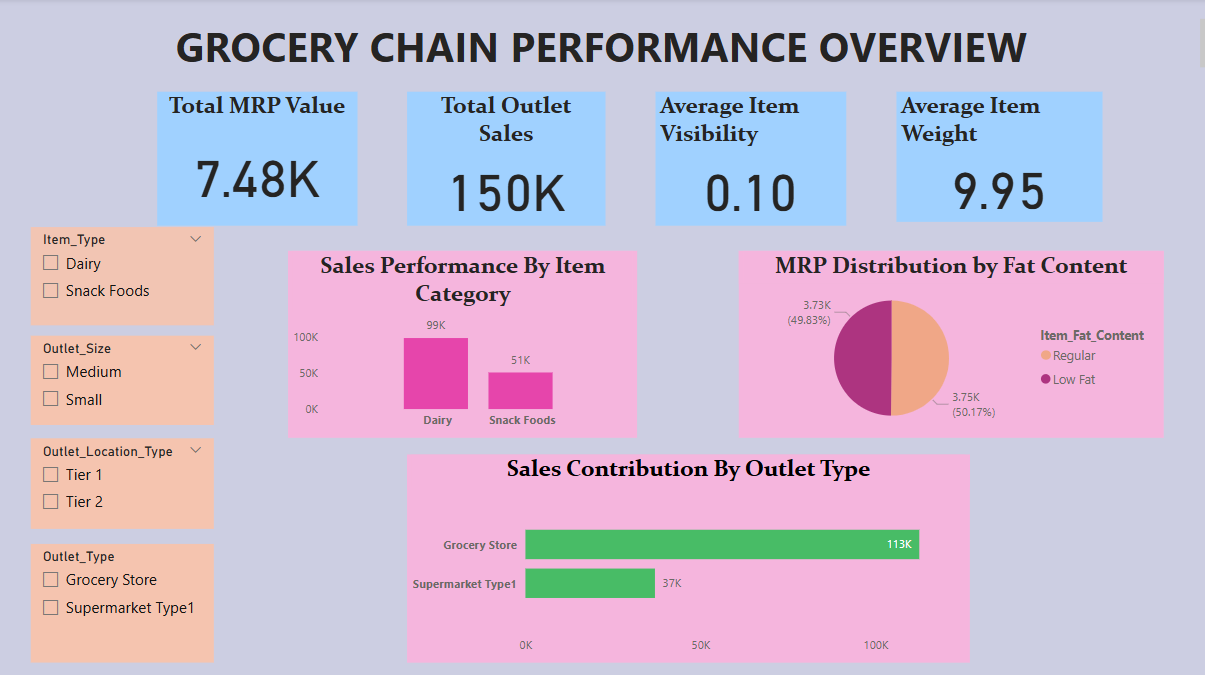 GROCERY CHAIN PERFORMANCE OVERVIEW
Total MRP Value
7.48K
Total Outlet
Sales
150K
Average Item
Visibility
0.10
Average Item
Weight
9.95
Item_Type
Dairy
Snack Foods
Outlet_Size
Medium
Small
Outlet_Location_Type
Tier 1
Tier 2
Outlet_Type
Grocery Store
Supermarket Type1
Sales Performance By Item
Category
99K
51K
100K
50K
0K
Dairy
Snack Foods
MRP Distribution by Fat Content
3.73K
(49.83%)
3.75K
(50.17%)
Item_Fat_Content
Regular
Low Fat
Sales Contribution By Outlet Type
Grocery Store
113K
Supermarket Type1
37K
0K
50K
100K